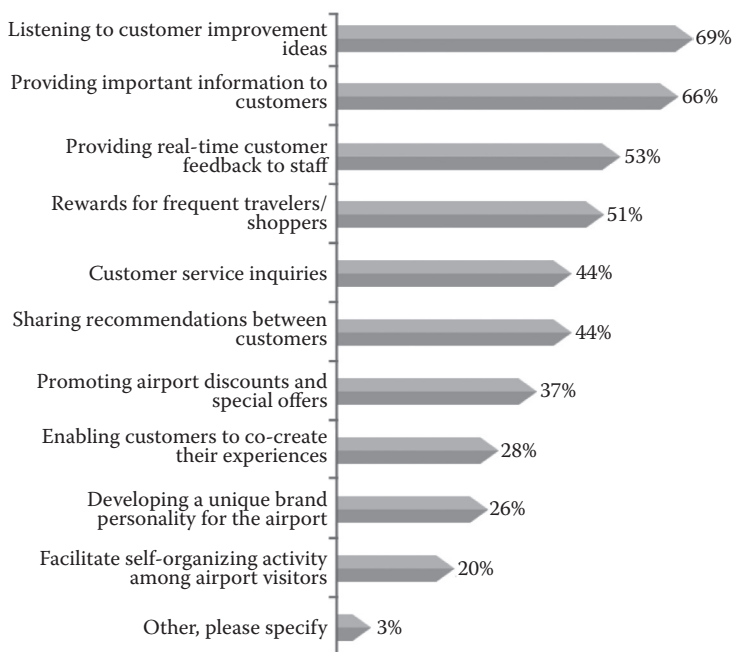 Listening to customer improvement
ideas
69%
Providing important information to
customers
66%
Providing real-time customer
feedback to staff
53%
Rewards for frequent travelers/
shoppers
51%
Customer service inquiries
44%
Sharing recommendations between
customers
44%
Promoting airport discounts and
special offers
37%
Enabling customers to co-create
their experiences
28%
Developing a unique brand
personality for the airport
26%
Facilitate self-organizing activity
among airport visitors
20%
Other, please specify
3%